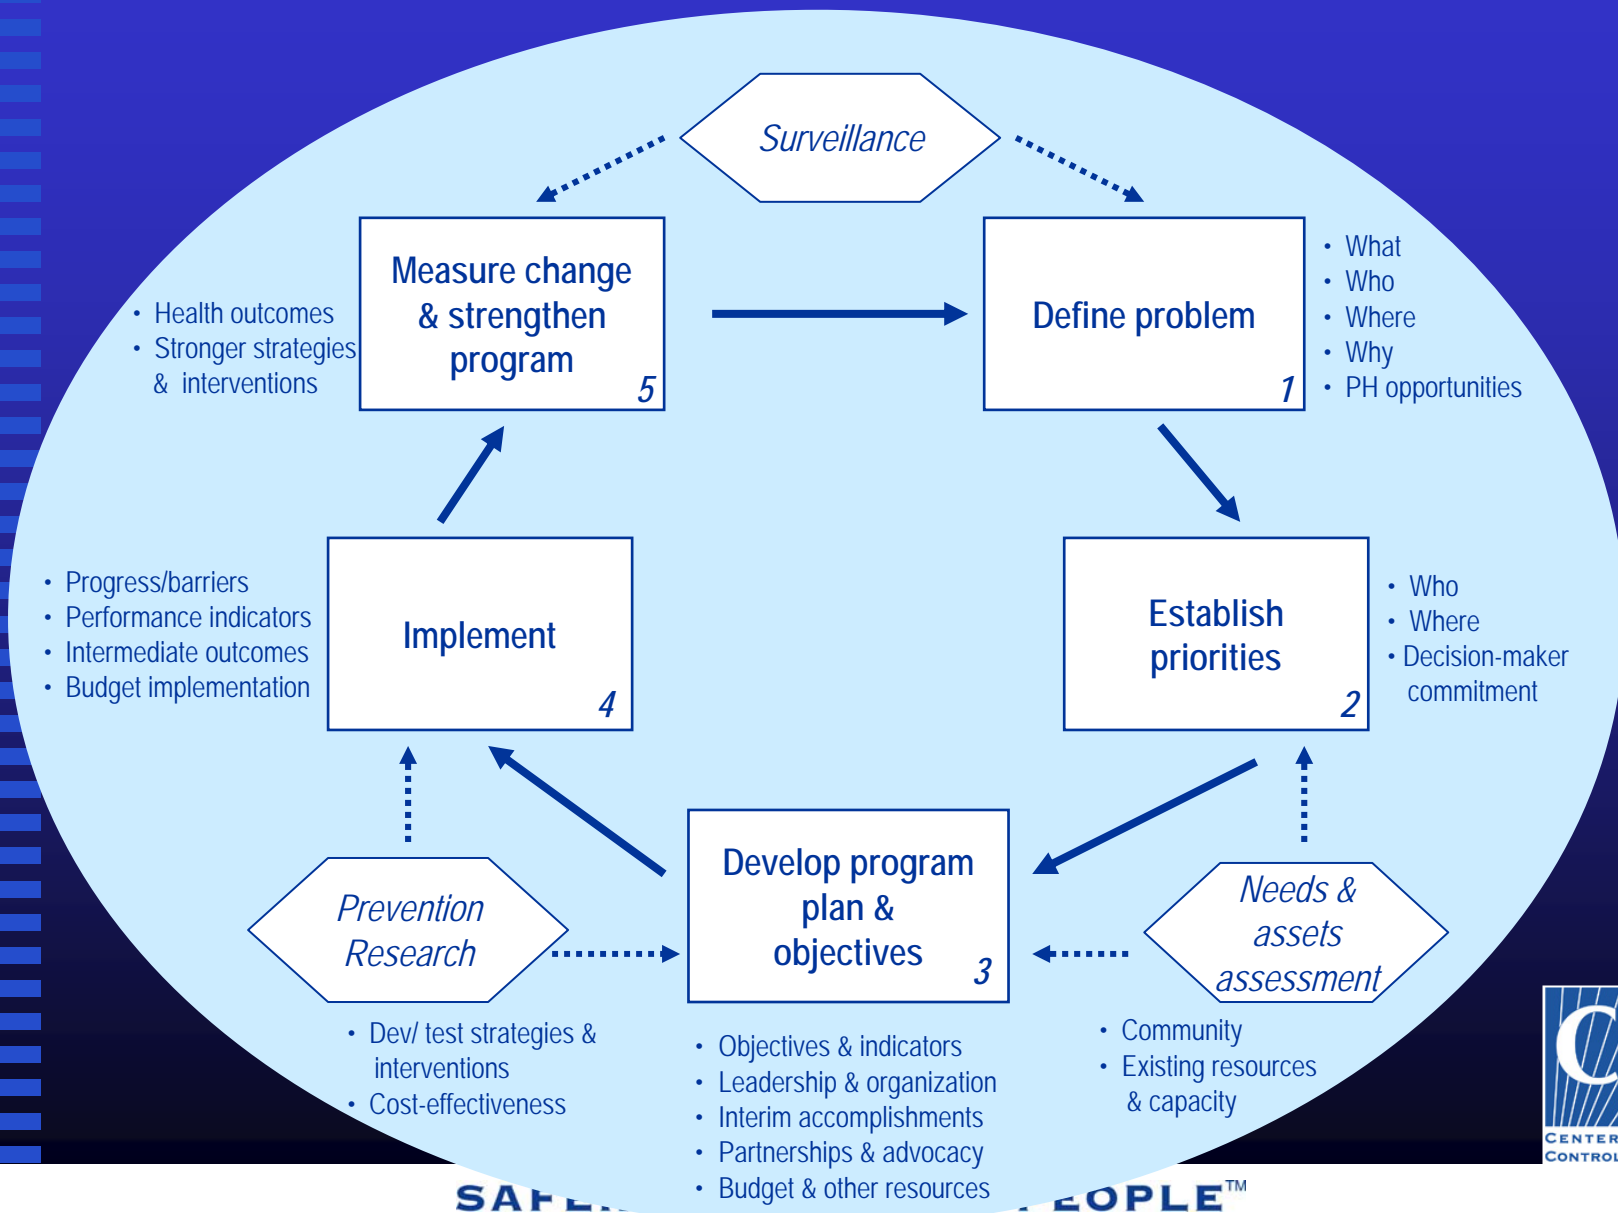 Surveillance
Measure change
& strengthen
program
5
• Health outcomes
• Stronger strategies
& interventions
Define problem
1
• What
• Who
• Where
• Why
• PH opportunities
Implement
4
• Progress/barriers
• Performance indicators
• Intermediate outcomes
• Budget implementation
Establish
priorities
2
• Who
• Where
• Decision-maker
commitment
Prevention
Research
• Dev/ test strategies &
interventions
• Cost-effectiveness
Develop program
plan &
objectives
3
• Objectives & indicators
• Leadership & organization
• Interim accomplishments
• Partnerships & advocacy
• Budget & other resources
Needs &
assets
assessment
• Community
• Existing resources
& capacity
C
CENTER
CONTROL